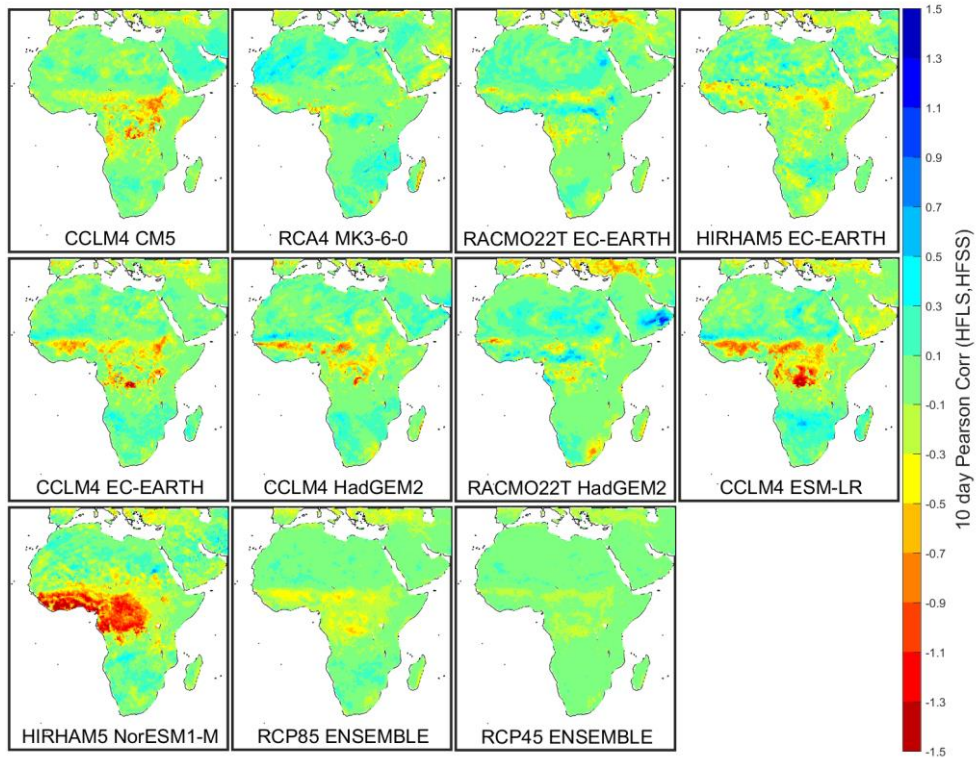 CCLM4 CM5
RCA4 MK3-6-0
RACMO22T EC-EARTH
HIRHAM5 EC-EARTH
CCLM4 EC-EARTH
CCLM4 HadGEM2
RACMO22T HadGEM2
CCLM4 ESM-LR
HIRHAM5 NorESM1-M
RCP85 ENSEMBLE
RCP45 ENSEMBLE
1.5
1.3
1.1
0.9
0.7
0.5
0.3
0.1
-0.1
-0.3
-0.5
-0.7
-0.9
-1.1
-1.3
-1.5
10 day Pearson Corr (HFLS,HFSS)